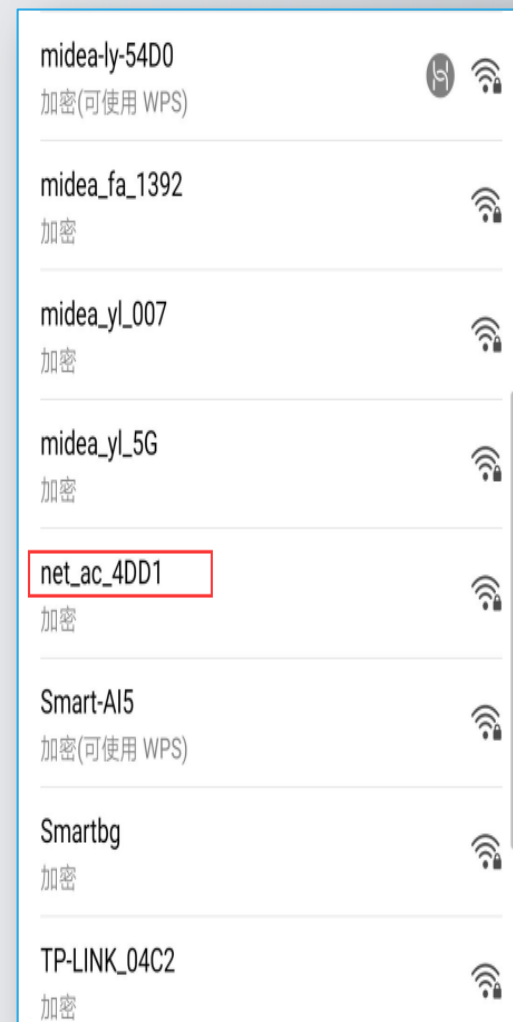 midea-ly-54D0
加密(可使用 WPS)
midea_fa_1392
加密
midea_yl_007
加密
midea_yl_5G
加密
net_ac_4DD1
加密
Smart-AI5
加密(可使用 WPS)
Smartbg
加密
TP-LINK_04C2
加密